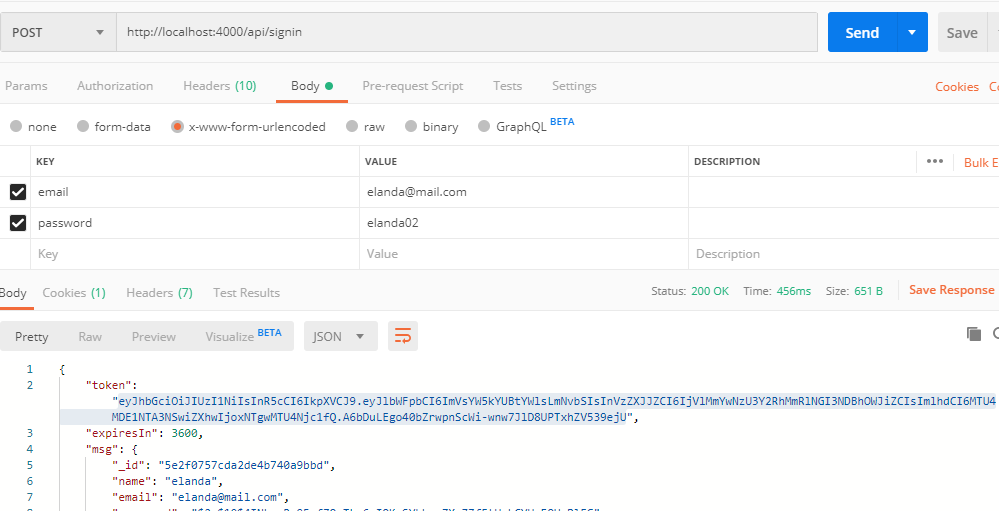 POST http://localhost:4000/api/signin Send Save
Params Authorization Headers (10) Body Pre-request Script Tests Settings Cookies
none form-data x-www-form-urlencoded raw binary GraphQL BETA
KEY VALUE DESCRIPTION ••• Bulk E
email elanda@mail.com
password elanda02
Key Value Description
Body Cookies (1) Headers (7) Test Results Status: 200 OK Time: 456ms Size: 651 B Save Response
Pretty Raw Preview Visualize BETA JSON
1 {
2 "token":
"eyJhbGciOiJIUzI1NiIsInR5cCI6IkpXVCJ9.eyJlbWFpbCI6ImVsYW5kYUBtYWlsLmNvbSIsInVzZXJJZCI6IjVlMmYwNzU3Y2RhMmRlNGI3NDBhOWJiZCIsImlhdCI6MTU4
MDE1NTA3NSwiZXhwIjoxNTgwMTU4Njc1fQ.A6bDuLEgo40bZrwpnScWi-wnw7JlD8UPTxhZV539ejU",
3 "expiresIn": 3600,
4 "msg": {
5 "_id": "5e2f0757cda2de4b740a9bbd",
6 "name": "elanda",
7 "email": "elanda@mail.com",